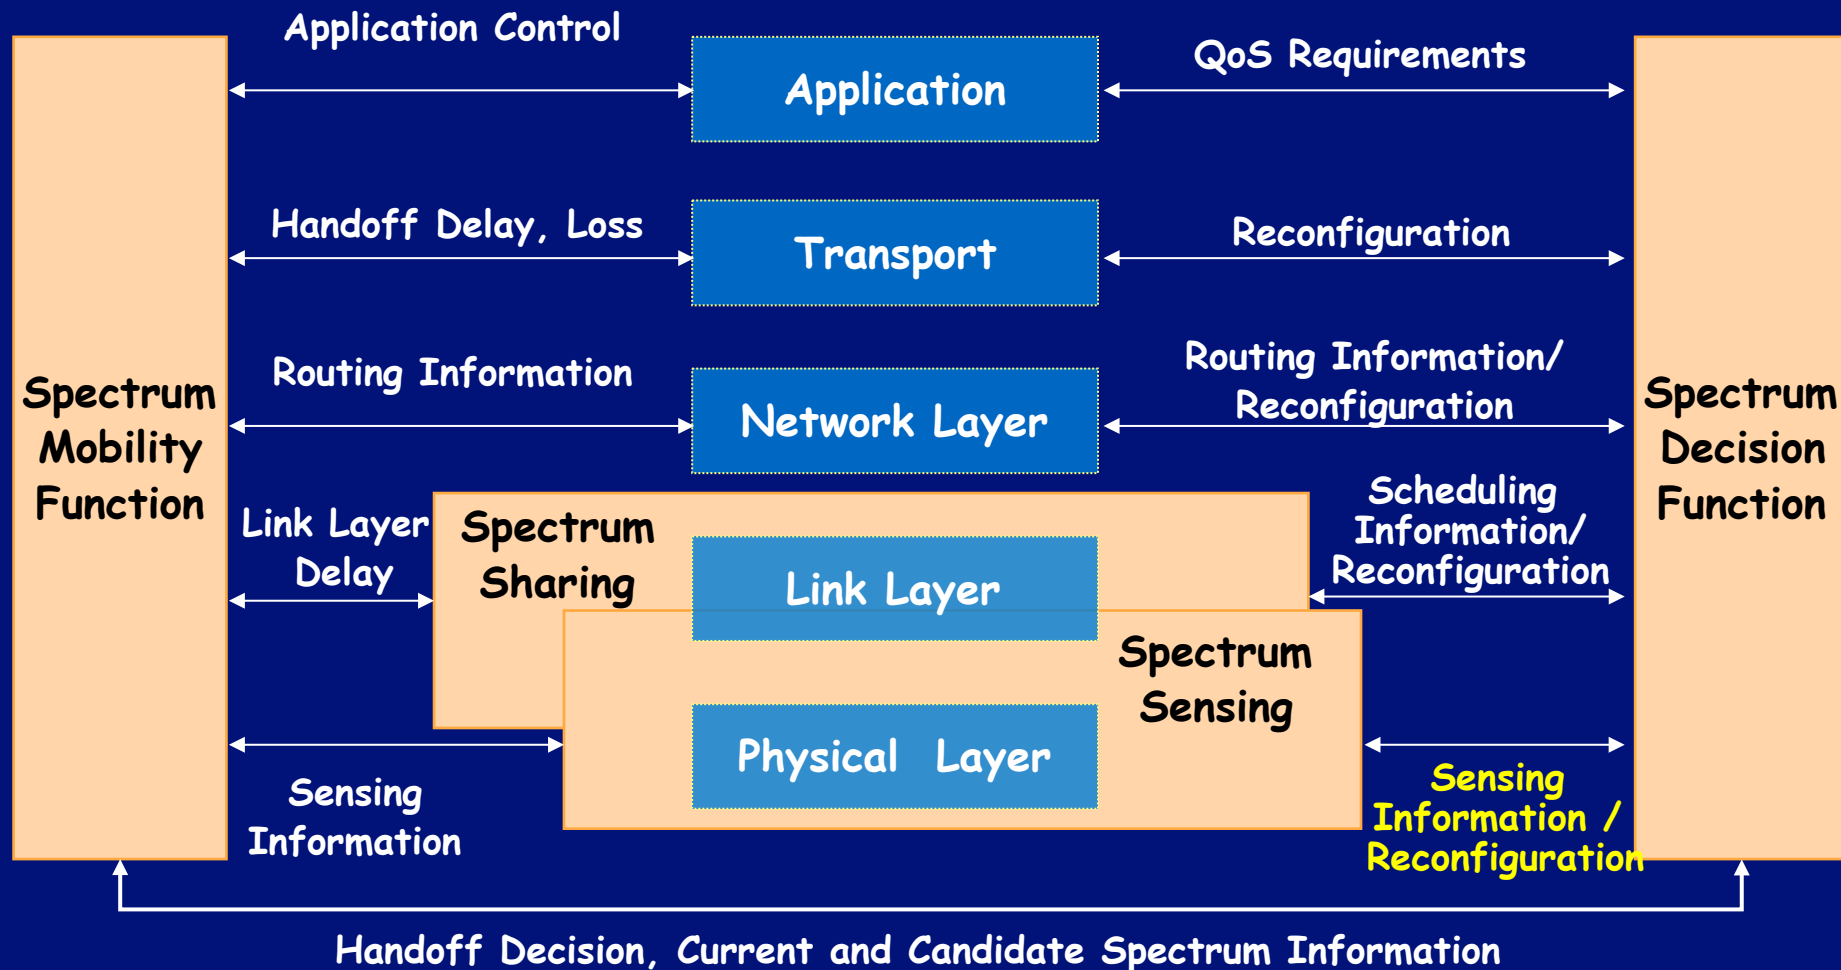 Application Control
QoS Requirements
Application
Handoff Delay, Loss
Reconfiguration
Transport
Routing Information
Routing Information/
Reconfiguration
Network Layer
Spectrum
Mobility
Function
Spectrum
Decision
Function
Link Layer
Delay
Spectrum
Sharing
Link Layer
Scheduling
Information/
Reconfiguration
Spectrum
Sensing
Physical Layer
Sensing
Information
Sensing
Information /
Reconfiguration
Handoff Decision, Current and Candidate Spectrum Information